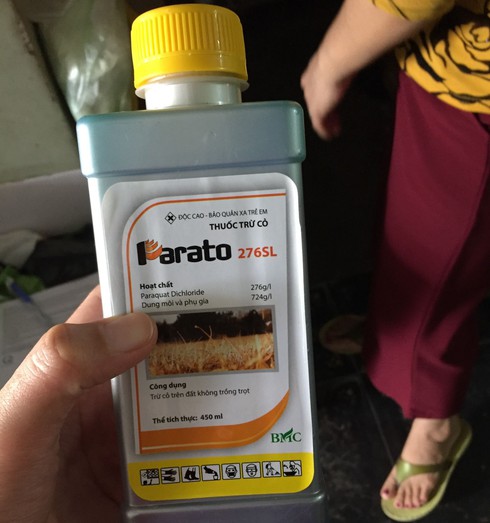 ĐỘC CAO - BẢO QUẢN XA TRẺ EM
THUỐC TRỪ CỎ
Parato 276SL
Hoạt chất
Paraquat Dichloride 276g/l
Dung môi và phụ gia 724g/l
Công dụng
Trừ cỏ trên đất không trồng trọt
Thể tích thực: 450 ml
BMC